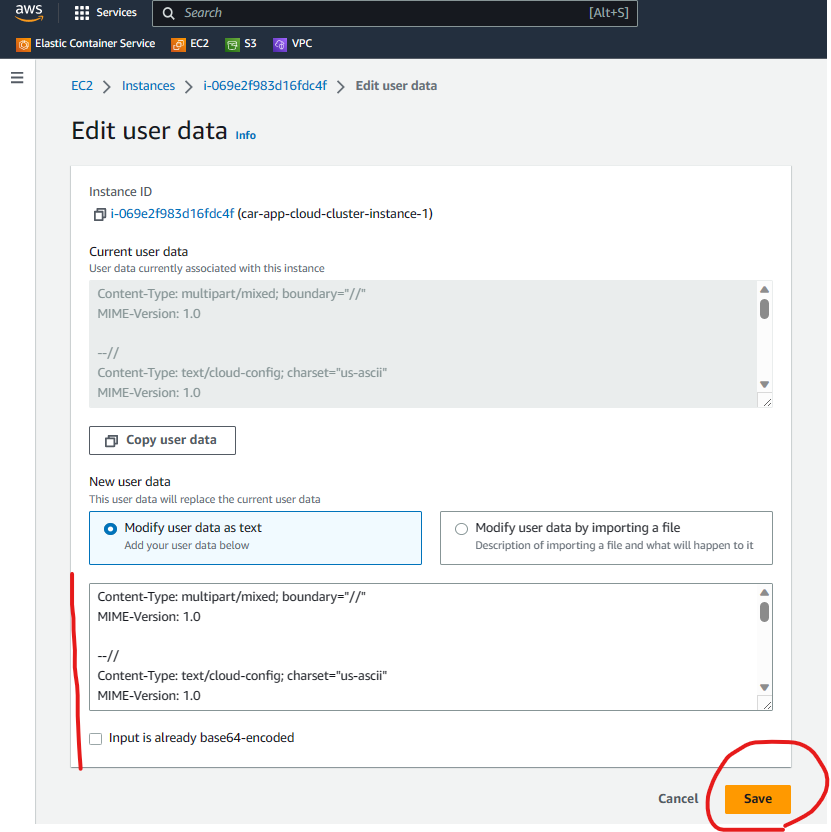 aws Services Search [Alt+S]
Elastic Container Service EC2 S3 VPC
EC2 Instances i-069e2f983d16fdc4f Edit user data
Edit user data Info
Instance ID
i-069e2f983d16fdc4f (car-app-cloud-cluster-instance-1)
Current user data
User data currently associated with this instance
Content-Type: multipart/mixed; boundary="//"
MIME-Version: 1.0
--//
Content-Type: text/cloud-config; charset="us-ascii"
MIME-Version: 1.0
Copy user data
New user data
This user data will replace the current user data
Modify user data as text
Add your user data below
Modify user data by importing a file
Description of importing a file and what will happen to it
Content-Type: multipart/mixed; boundary="//"
MIME-Version: 1.0
--//
Content-Type: text/cloud-config; charset="us-ascii"
MIME-Version: 1.0
Input is already base64-encoded
Cancel Save